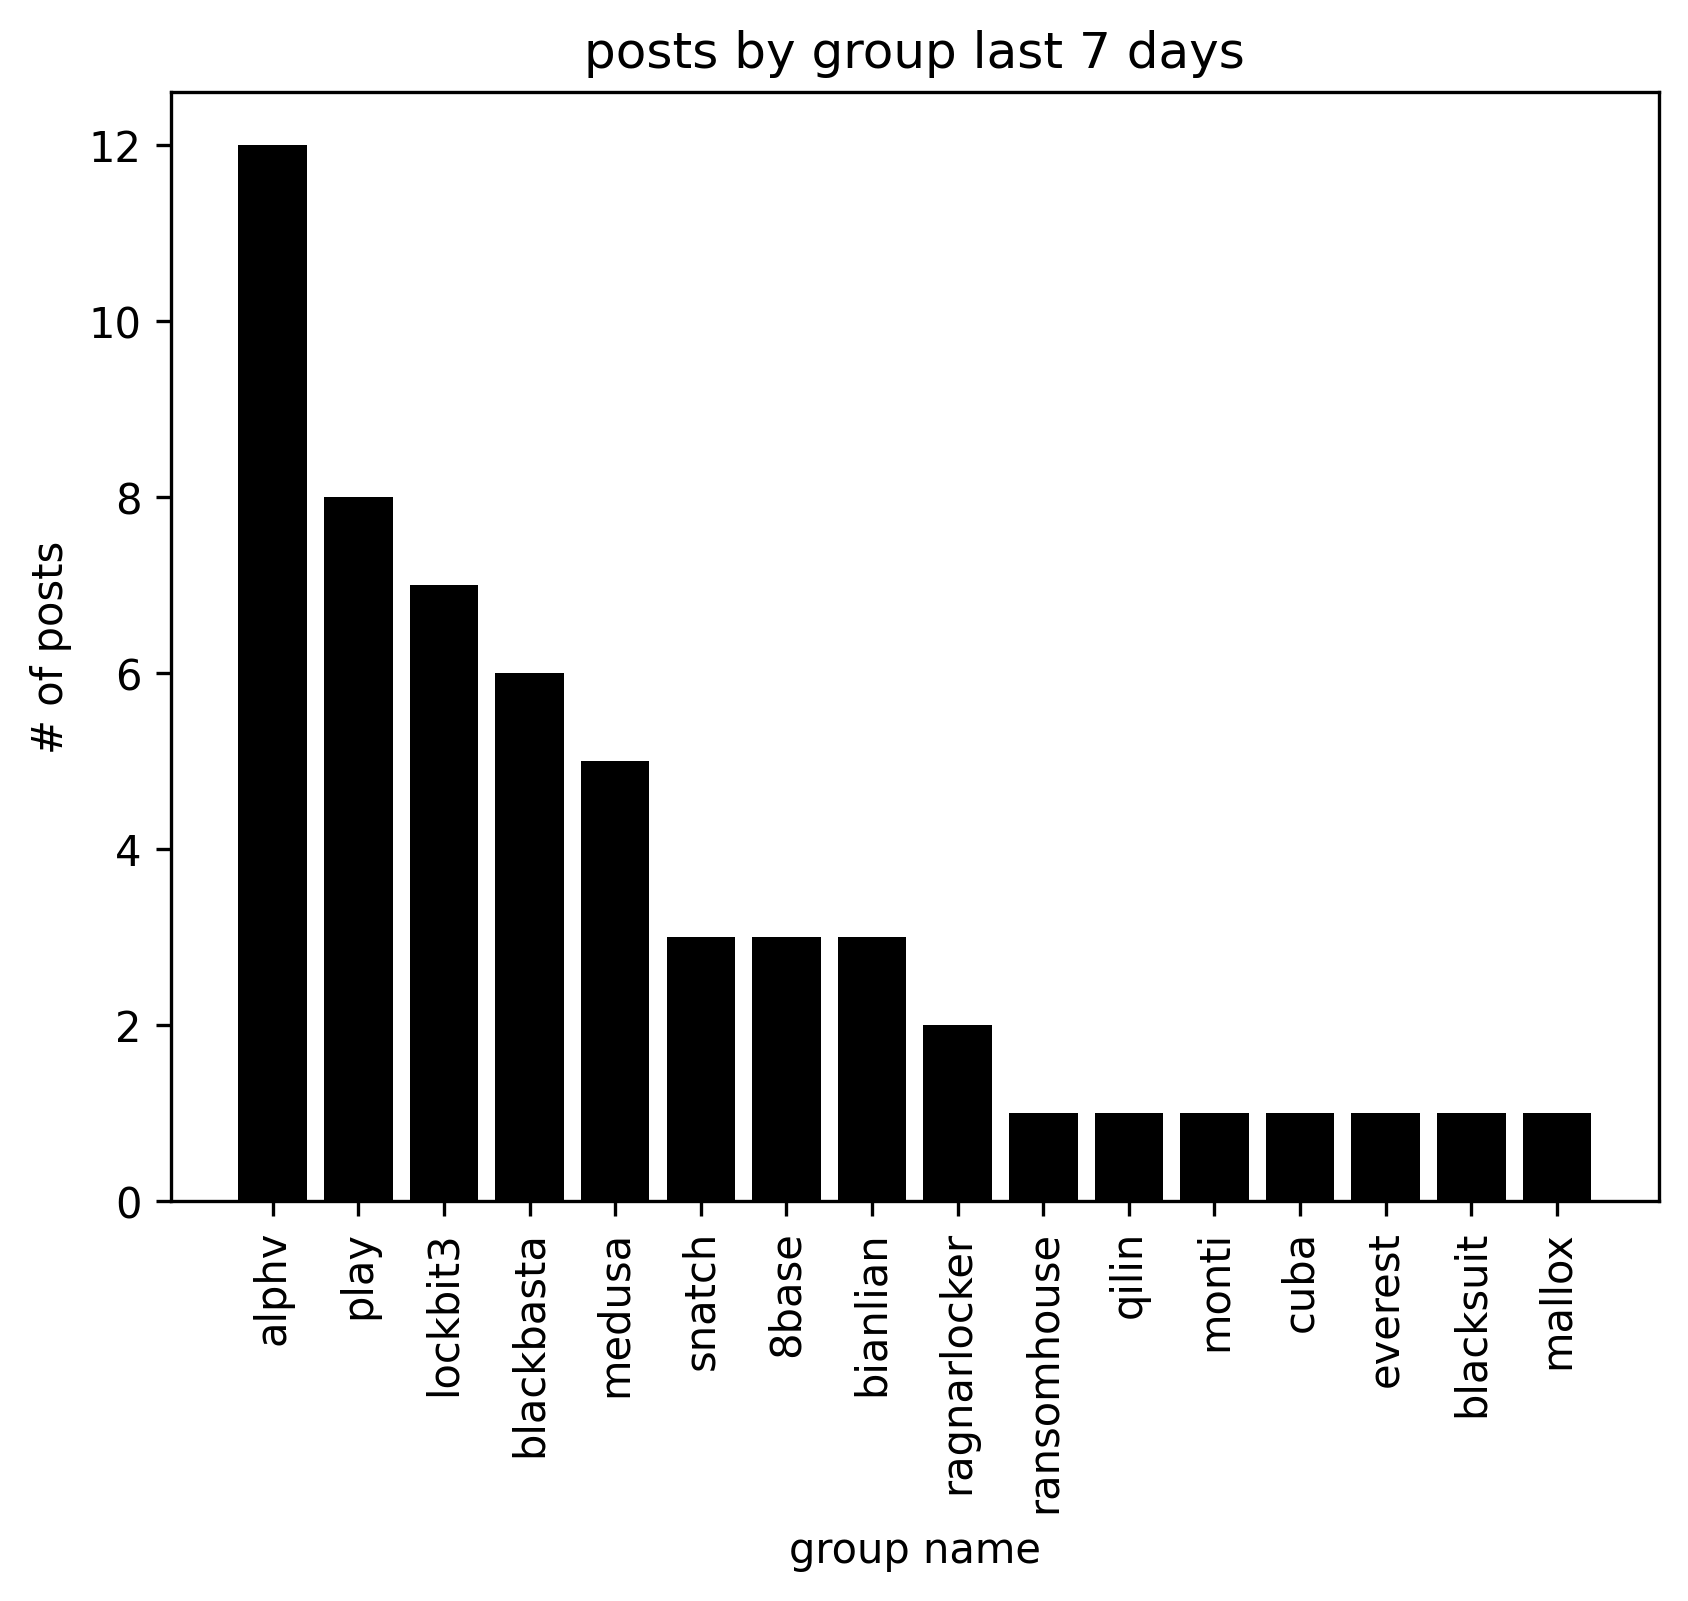 posts by group last 7 days
# of posts
12
10
8
6
4
2
0
alphv
play
lockbit3
blackbasta
medusa
snatch
8base
bianlian
ragnarlocker
ransomhouse
qilin
monti
cuba
everest
blacksuit
mallox
group name